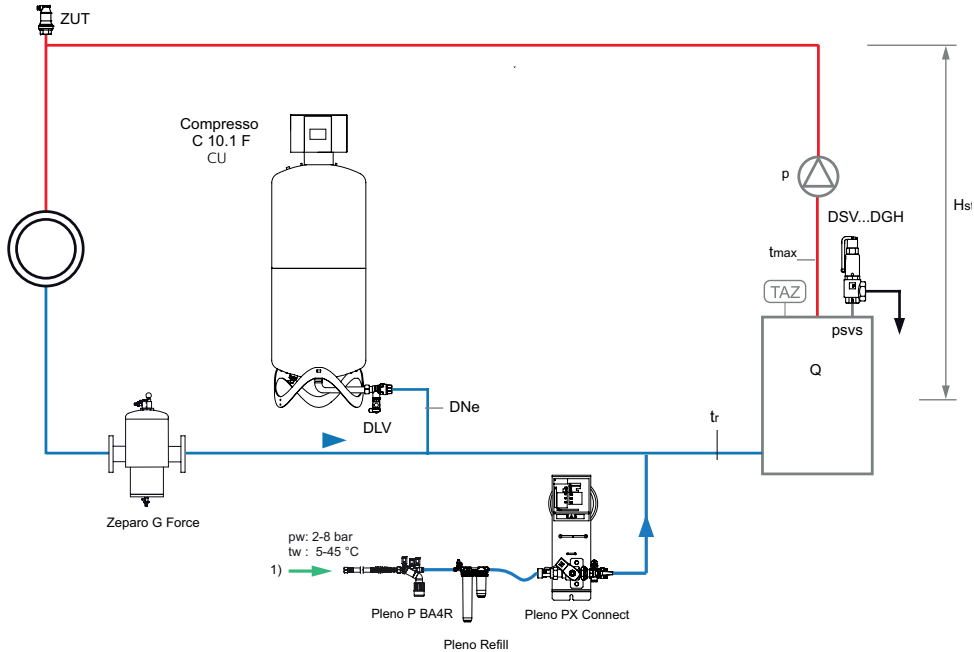 ZUT
Compresso
C 10.1 F
CU
p
Hst
DSV...DGH
tmax
TAZ
psvs
Q
DNe
DLV
tr
Zeparo G Force
pw: 2-8 bar
tw : 5-45 °C
1)
Pleno P BA4R
Pleno PX Connect
Pleno Refill